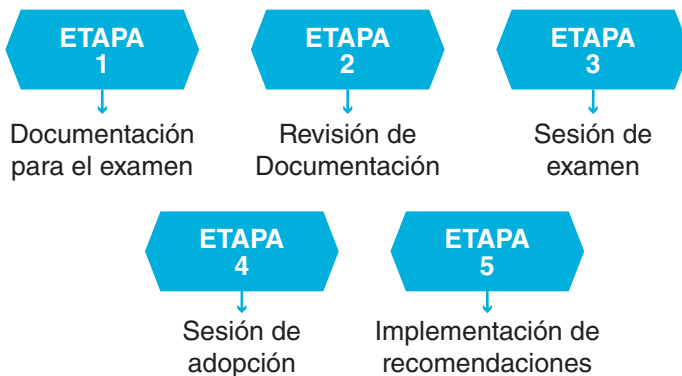 ETAPA
1
Documentación
para el examen
ETAPA
2
Revisión de
Documentación
ETAPA
3
Sesión de
examen
ETAPA
4
Sesión de
adopción
ETAPA
5
Implementación de
recomendaciones